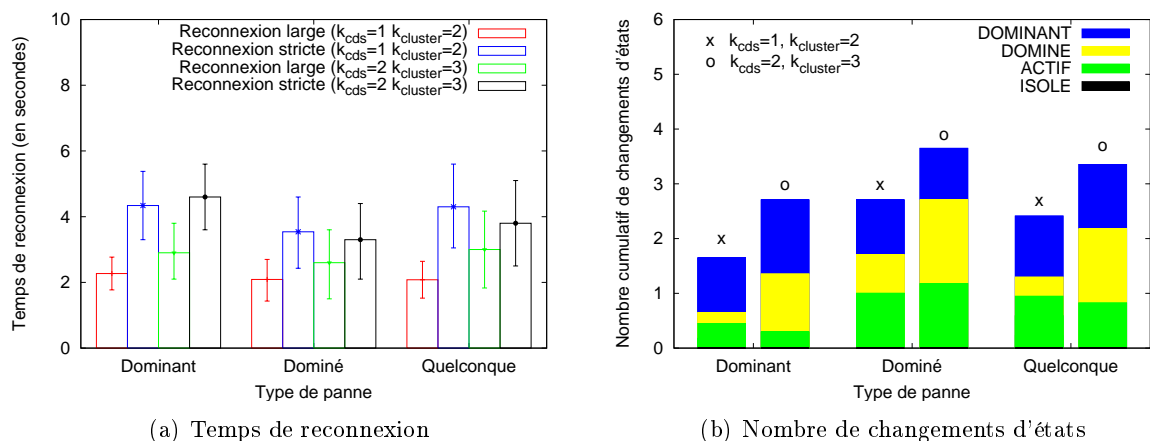 Temps de reconnexion (en secondes)
10
8
6
4
2
0
Reconnexion large (kcds=1 kcluster=2)
Reconnexion stricte (kcds=1 kcluster=2)
Reconnexion large (kcds=2 kcluster=3)
Reconnexion stricte (kcds=2 kcluster=3)
Dominant Dominé Quelconque
Type de panne
(a) Temps de reconnexion
Nombre cumulatif de changements d'états
6
5
4
3
2
1
0
x kcds=1, kcluster=2
o kcds=2, kcluster=3
DOMINANT
DOMINE
ACTIF
ISOLE
x o x o x o
Dominant Dominé Quelconque
Type de panne
(b) Nombre de changements d'états